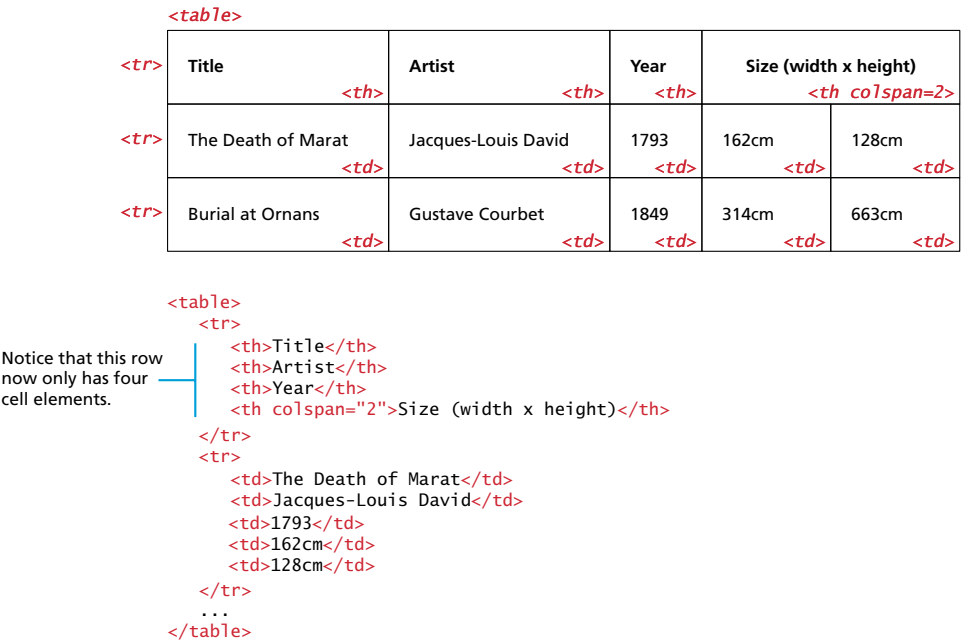 <table>
<tr> Title Artist Year Size (width x height)
<th> <th> <th> <th colspan=2>
<tr> The Death of Marat Jacques-Louis David 1793 162cm 128cm
<td> <td> <td> <td> <td>
<tr> Burial at Ornans Gustave Courbet 1849 314cm 663cm
<td> <td> <td> <td> <td>
<table>
<tr>
<th>Title</th>
<th>Artist</th>
<th>Year</th>
<th colspan="2">Size (width x height)</th>
Notice that this row
now only has four
cell elements.
</tr>
<tr>
<td>The Death of Marat</td>
<td>Jacques-Louis David</td>
<td>1793</td>
<td>162cm</td>
<td>128cm</td>
</tr>
...
</table>